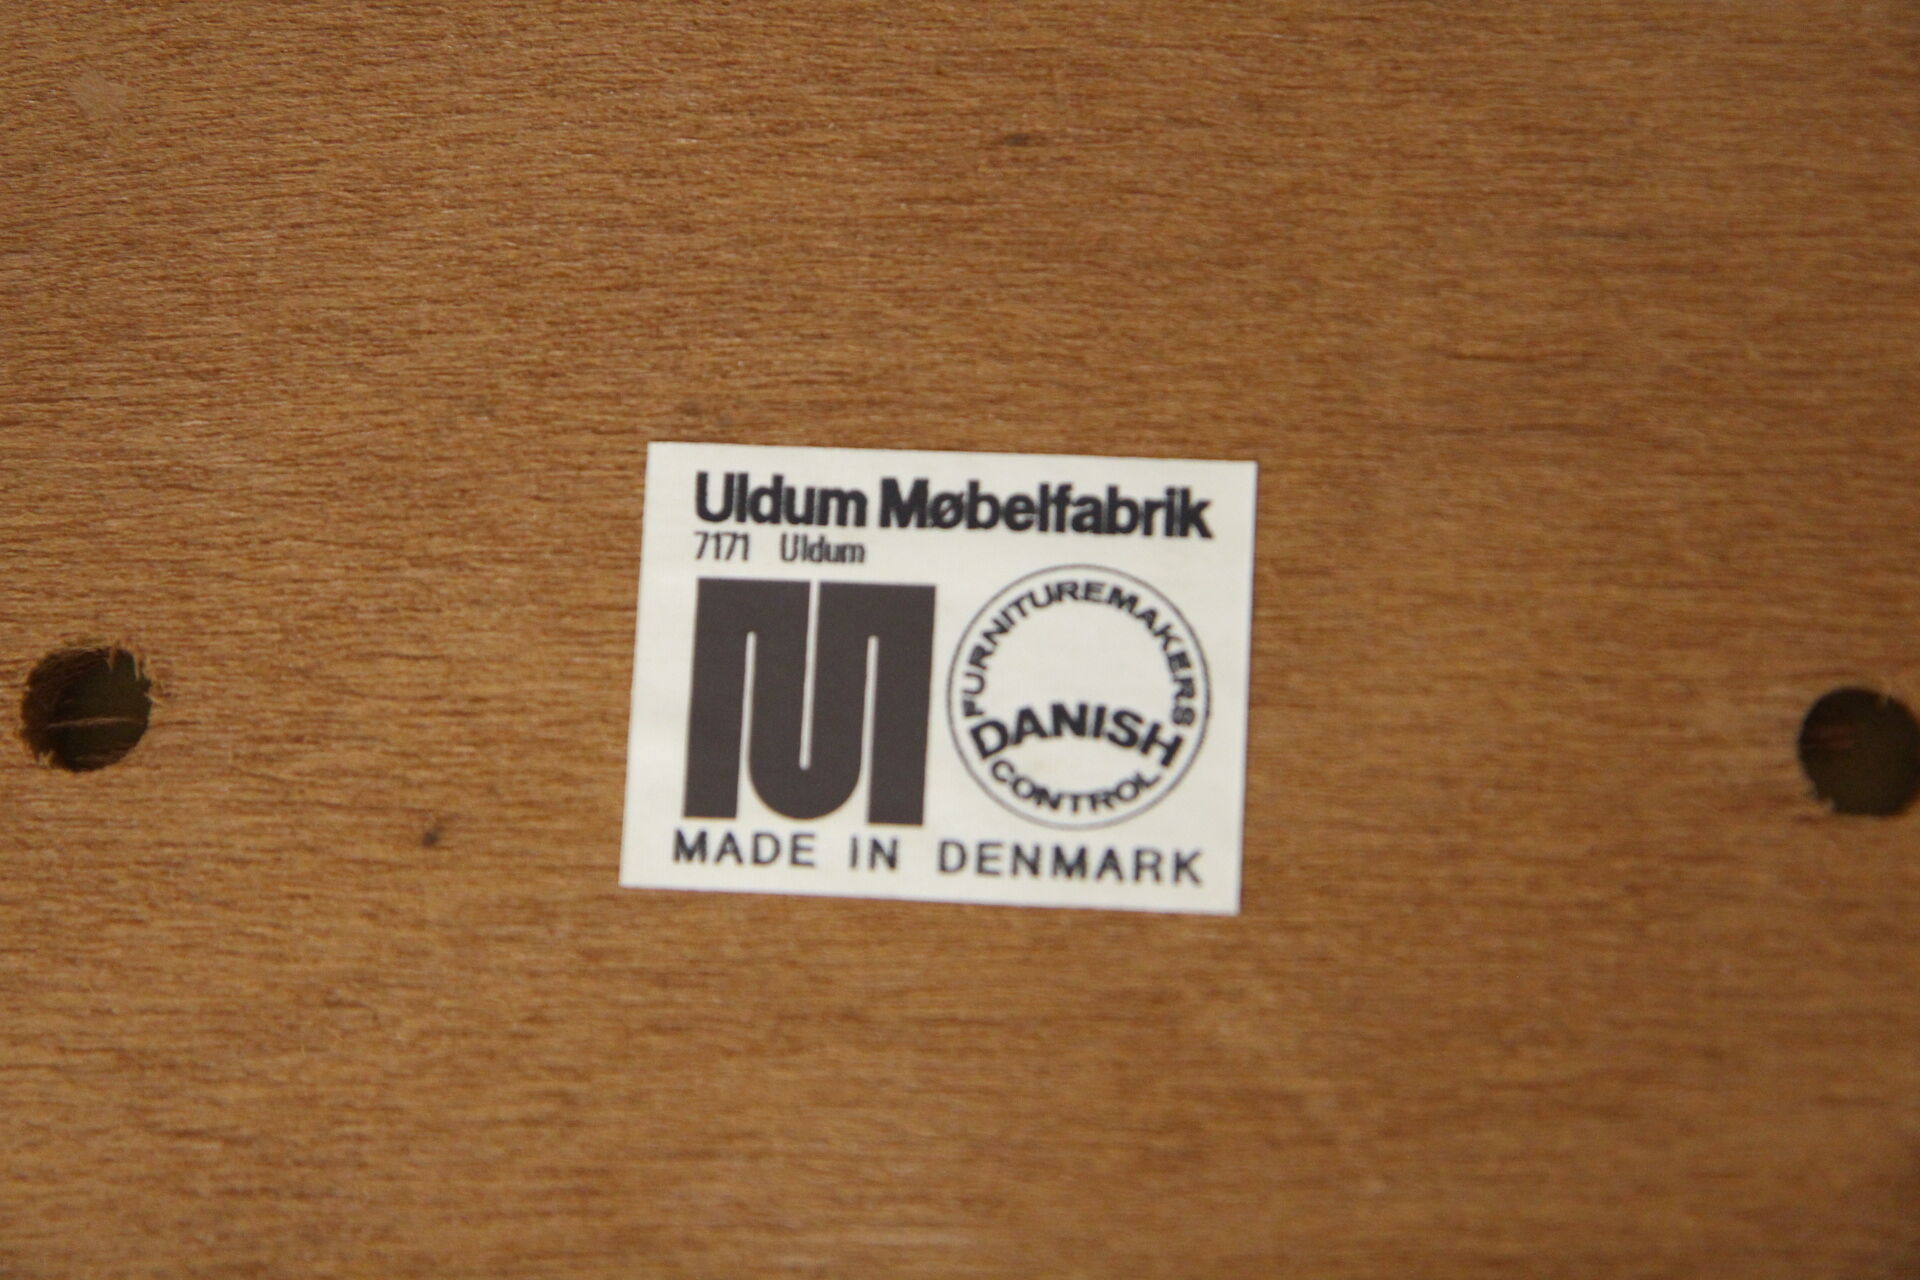 Uldum Møbelfabrik
7171 Uldum
FURNITUREMAKERS
DANISH
CONTROL
MADE IN DENMARK